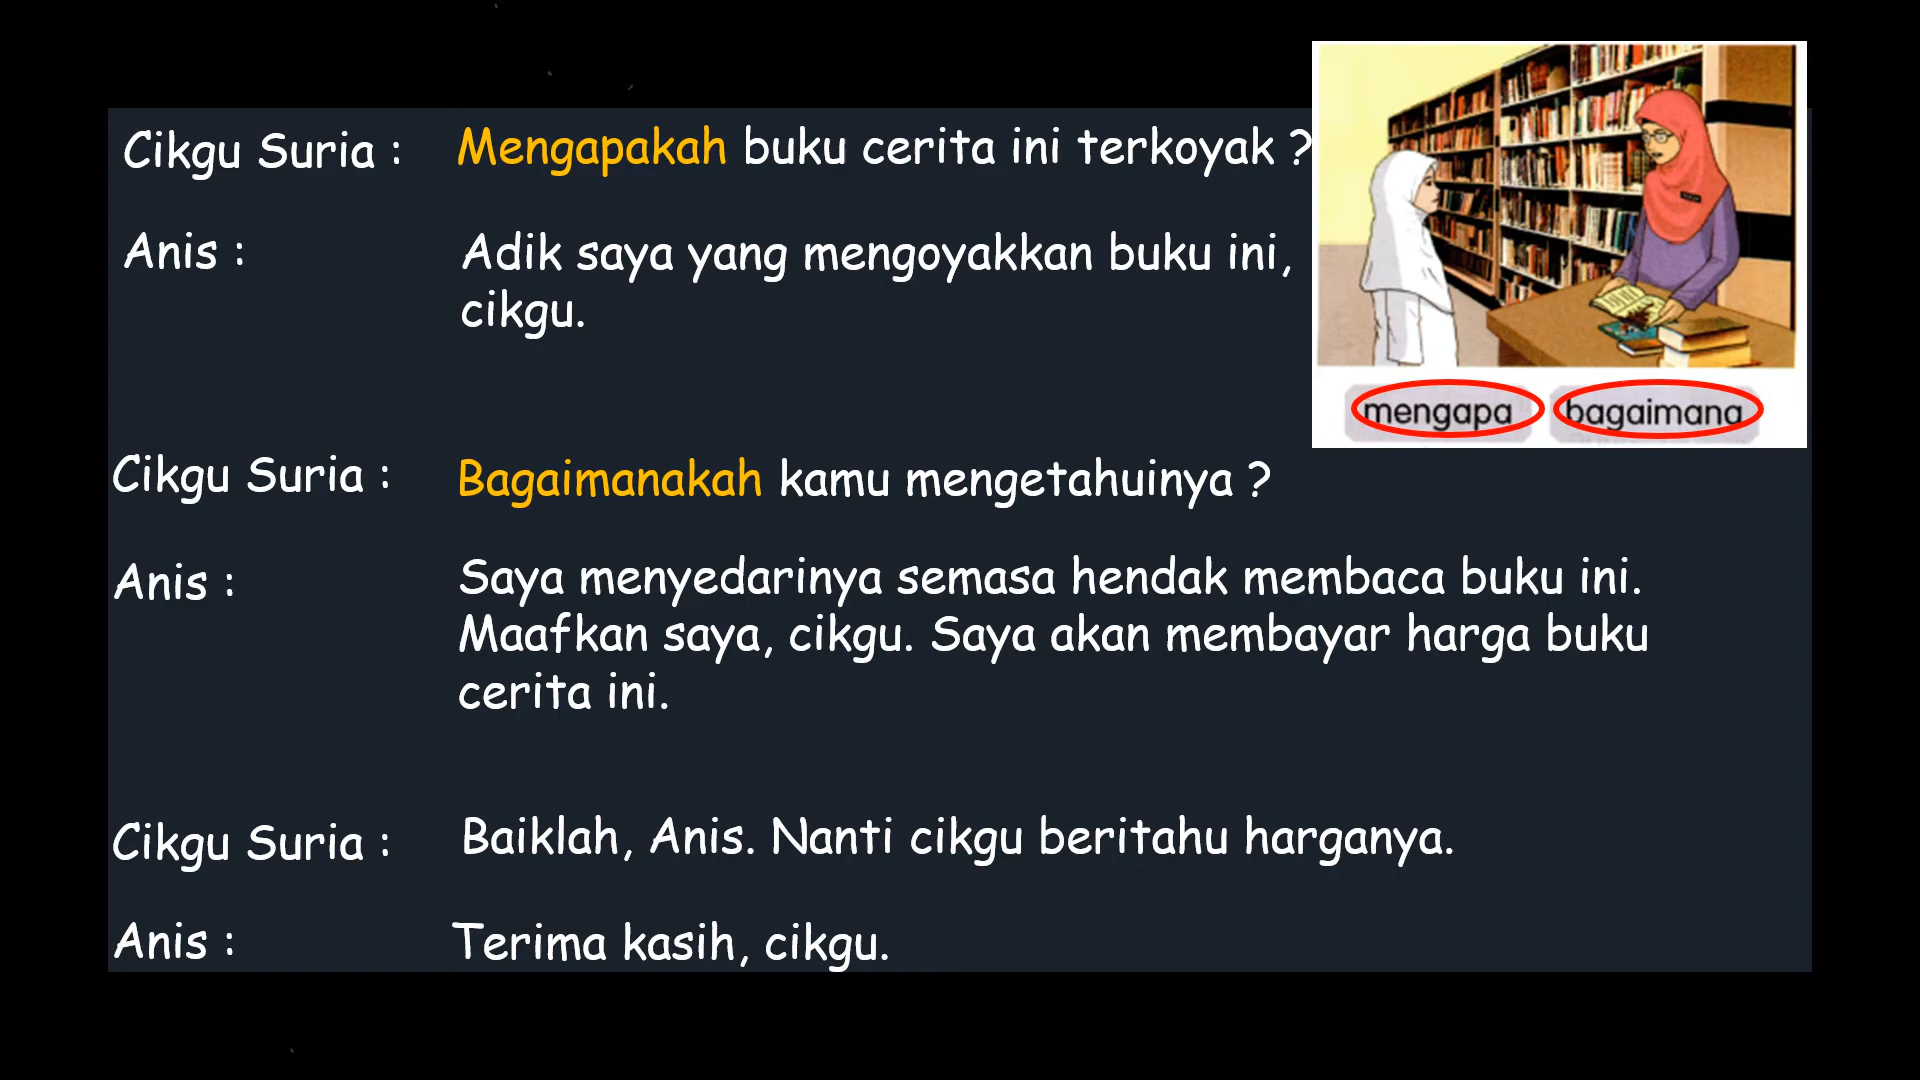 Cikgu Suria : Mengapakah buku cerita ini terkoyak ?
Anis : Adik saya yang mengoyakkan buku ini,
cikgu.
mengapa bagaimana
Cikgu Suria : Bagaimanakah kamu mengetahuinya ?
Anis : Saya menyedarinya semasa hendak membaca buku ini.
Maafkan saya, cikgu. Saya akan membayar harga buku
cerita ini.
Cikgu Suria : Baiklah, Anis. Nanti cikgu beritahu harganya.
Anis : Terima kasih, cikgu.